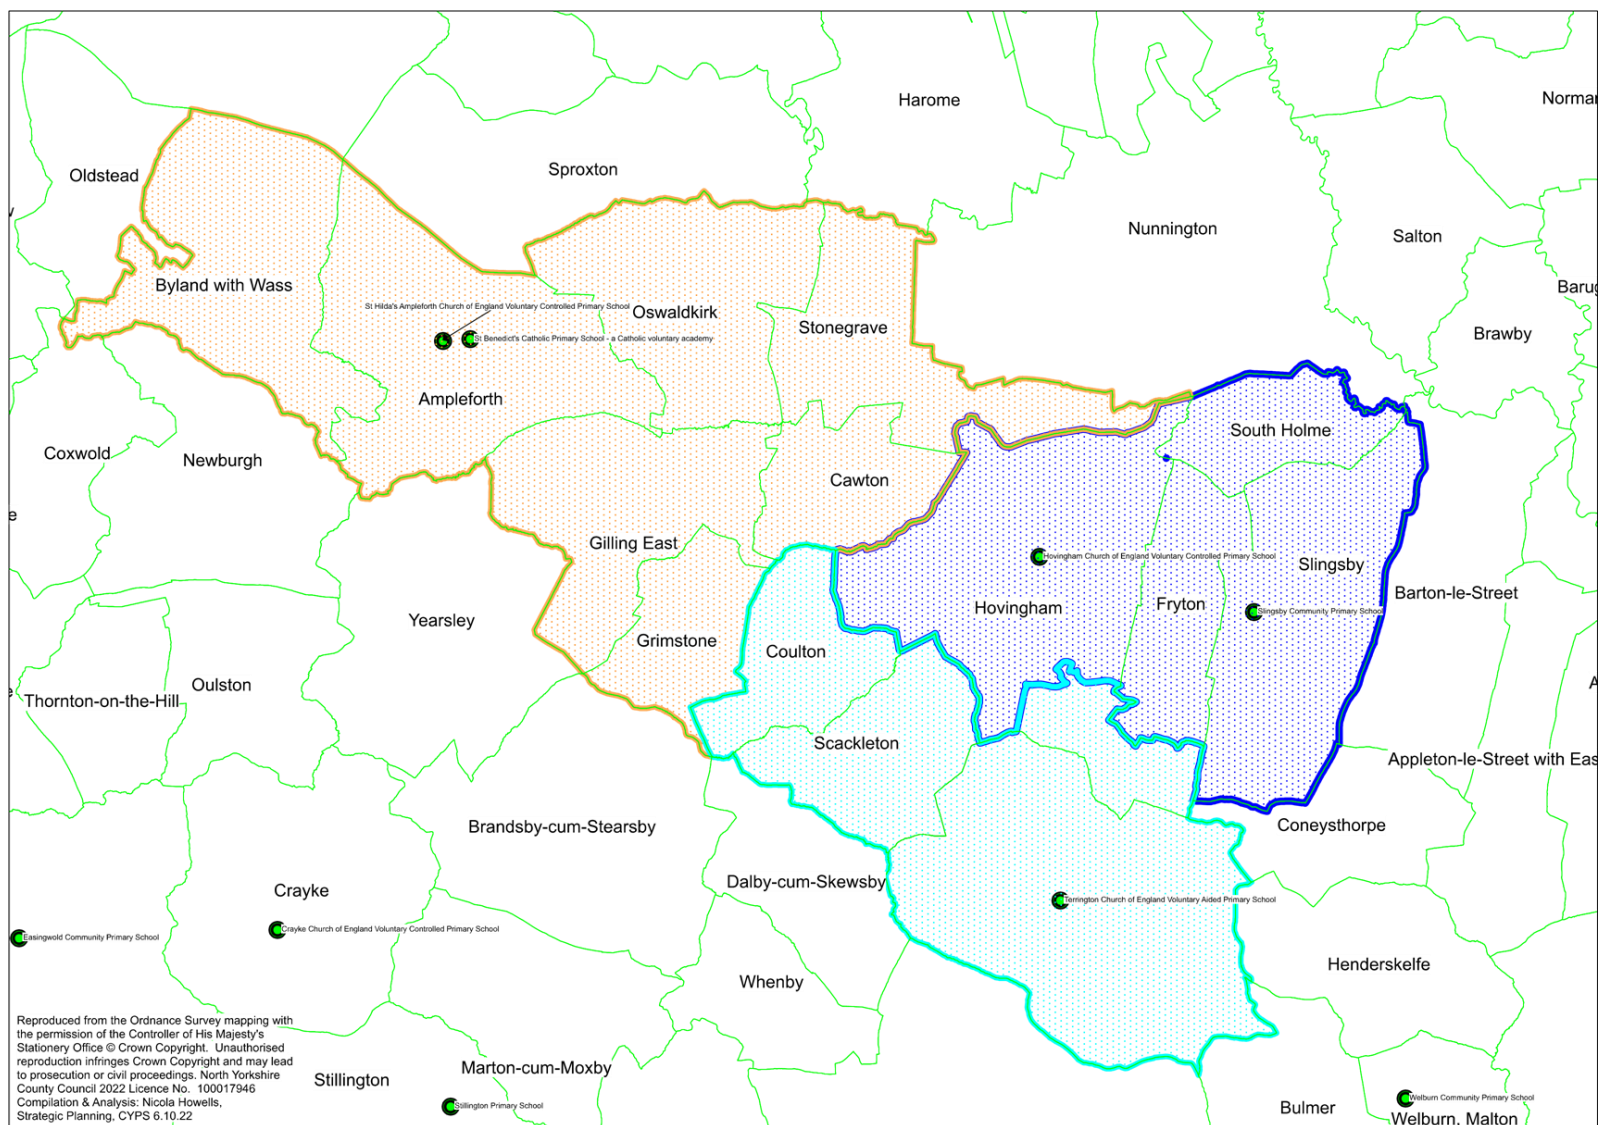 Harome
Norma
Oldstead
Sproxton
Nunnington
Salton
Byland with Wass
Barug
St Hilda's Ampleforth Church of England Voluntary Controlled Primary School
Oswaldkirk
Stonegrave
Brawby
St Benedict's Catholic Primary School - a Catholic voluntary academy
Ampleforth
South Holme
Coxwold
Newburgh
Cawton
e
Gilling East
Hovingham Church of England Voluntary Controlled Primary School
Slingsby
Barton-le-Street
Hovingham
Fryton
Slingsby Community Primary School
Yearsley
Grimstone
Coulton
Oulston
Thornton-on-the-Hill
A
Scackleton
Appleton-le-Street with Eas
Brandsby-cum-Stearsby
Coneysthorpe
Dalby-cum-Skewsby
Crayke
Terrington Church of England Voluntary Aided Primary School
Crayke Church of England Voluntary Controlled Primary School
Easingwold Community Primary School
Henderskelfe
Whenby
Reproduced from the Ordnance Survey mapping with
the permission of the Controller of His Majesty's
Stationery Office © Crown Copyright. Unauthorised
reproduction infringes Crown Copyright and may lead
to prosecution or civil proceedings. North Yorkshire
County Council 2022 Licence No. 100017946
Compilation & Analysis: Nicola Howells,
Strategic Planning, CYPS 6.10.22
Stillington
Marton-cum-Moxby
Stillington Primary School
Welburn Community Primary School
Bulmer
Welburn, Malton